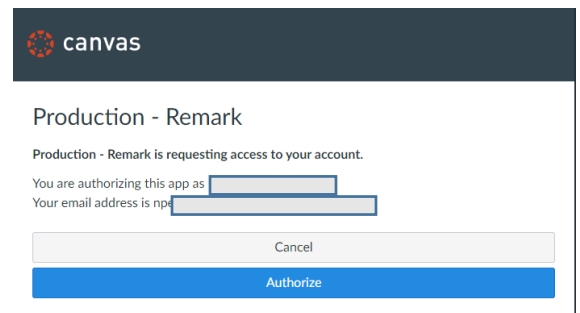 canvas
Production - Remark
Production - Remark is requesting access to your account.
You are authorizing this app as
Your email address is npe
Cancel
Authorize